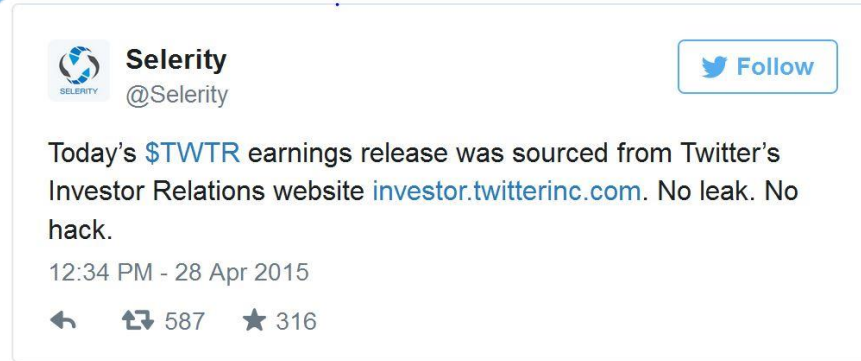 Selerity
SELERITY
@Selerity
Follow
Today's $TWTR earnings release was sourced from Twitter's
Investor Relations website investor.twitterinc.com. No leak. No
hack.
12:34 PM - 28 Apr 2015
587 316